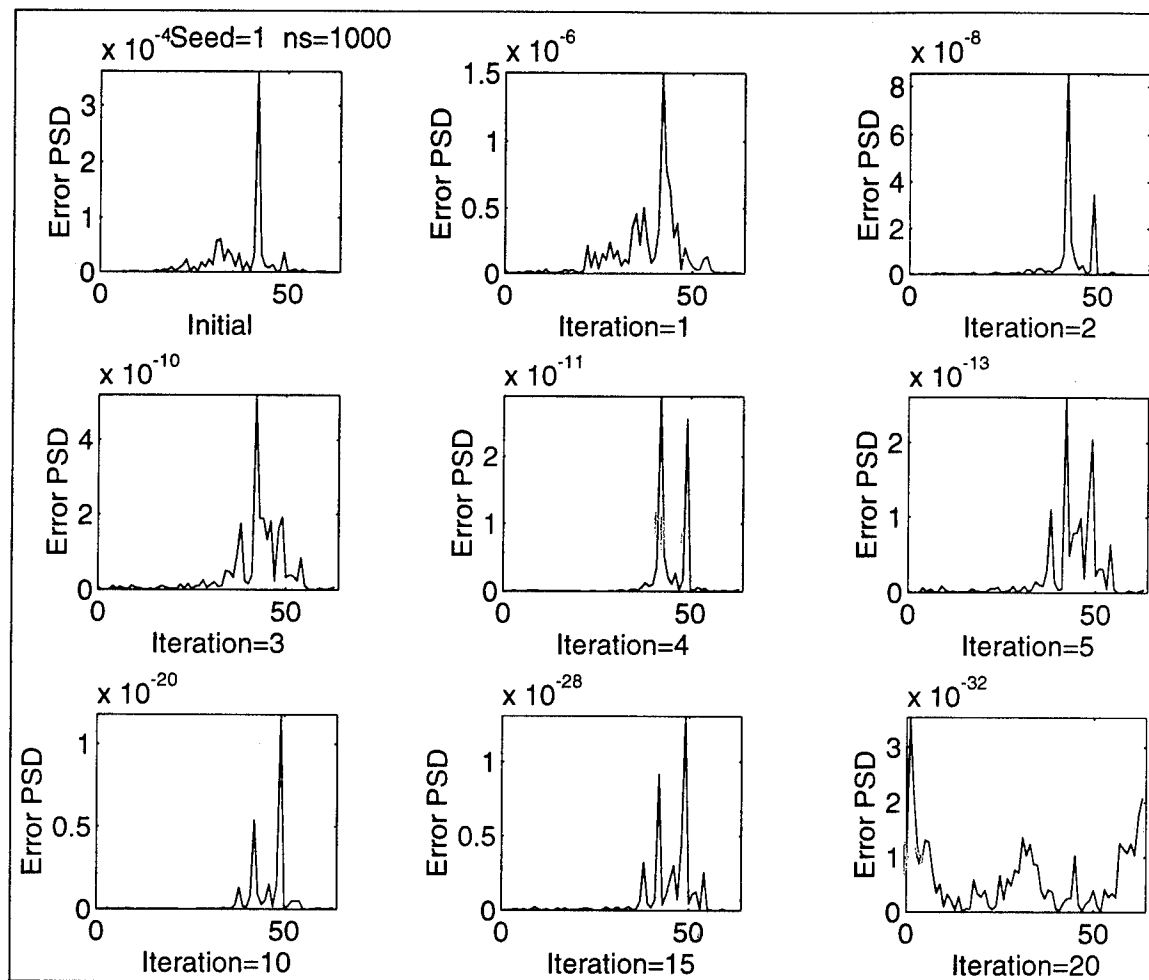 x 10-4Seed=1 ns=1000
Error PSD
3
2
1
0
0
50
Initial
x 10-6
Error PSD
1.5
1
0.5
0
0
50
Iteration=1
x 10-8
Error PSD
8
6
4
2
0
0
50
Iteration=2
x 10-10
Error PSD
4
2
0
0
50
Iteration=3
x 10-11
Error PSD
2
1
0
0
50
Iteration=4
x 10-13
Error PSD
2
1
0
0
50
Iteration=5
x 10-20
Error PSD
1
0.5
0
0
50
Iteration=10
x 10-28
Error PSD
1
0.5
0
0
50
Iteration=15
x 10-32
Error PSD
3
2
1
0
0
50
Iteration=20